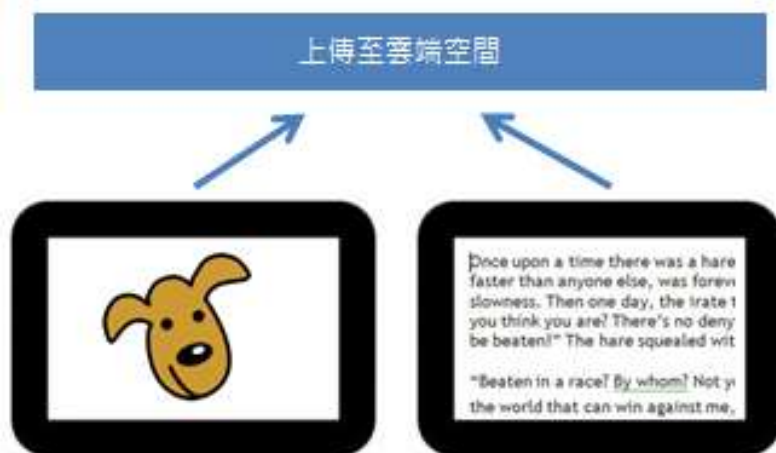 上傳至雲端空間
Once upon a time there was a hare
faster than anyone else, was forev
slowness. Then one day, the irate t
you think you are? There's no deny
be beaten!" The hare squealed wit
"Beaten in a race? By whom? Not y
the world that can win against me,